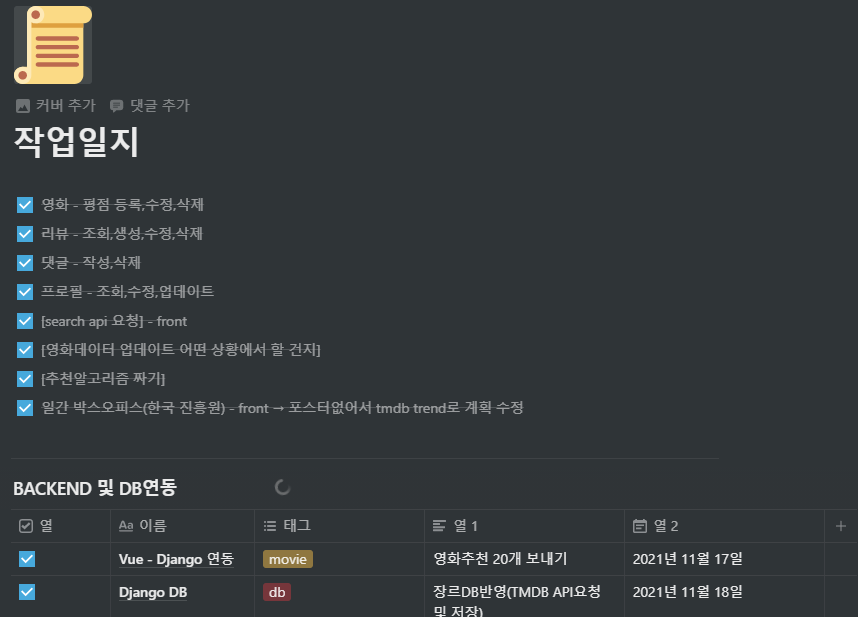 커버 추가 댓글 추가
작업일지
영화 - 평점 등록,수정,삭제
리뷰 - 조회,생성,수정,삭제
댓글 - 작성,삭제
프로필 - 조회,수정,업데이트
[search api 요청] - front
[영화데이터 업데이트 어떤 상황에서 할 건지]
[추천알고리즘 짜기]
일간 박스오피스(한국 진흥원) - front → 포스터없어서 tmdb trend로 계획 수정
BACKEND 및 DB연동
열 Aa 이름 태그 열 1 열 2 +
Vue - Django 연동 movie 영화추천 20개 보내기 2021년 11월 17일
Django DB db 장르DB반영(TMDB API요청 2021년 11월 18일
및 저장)